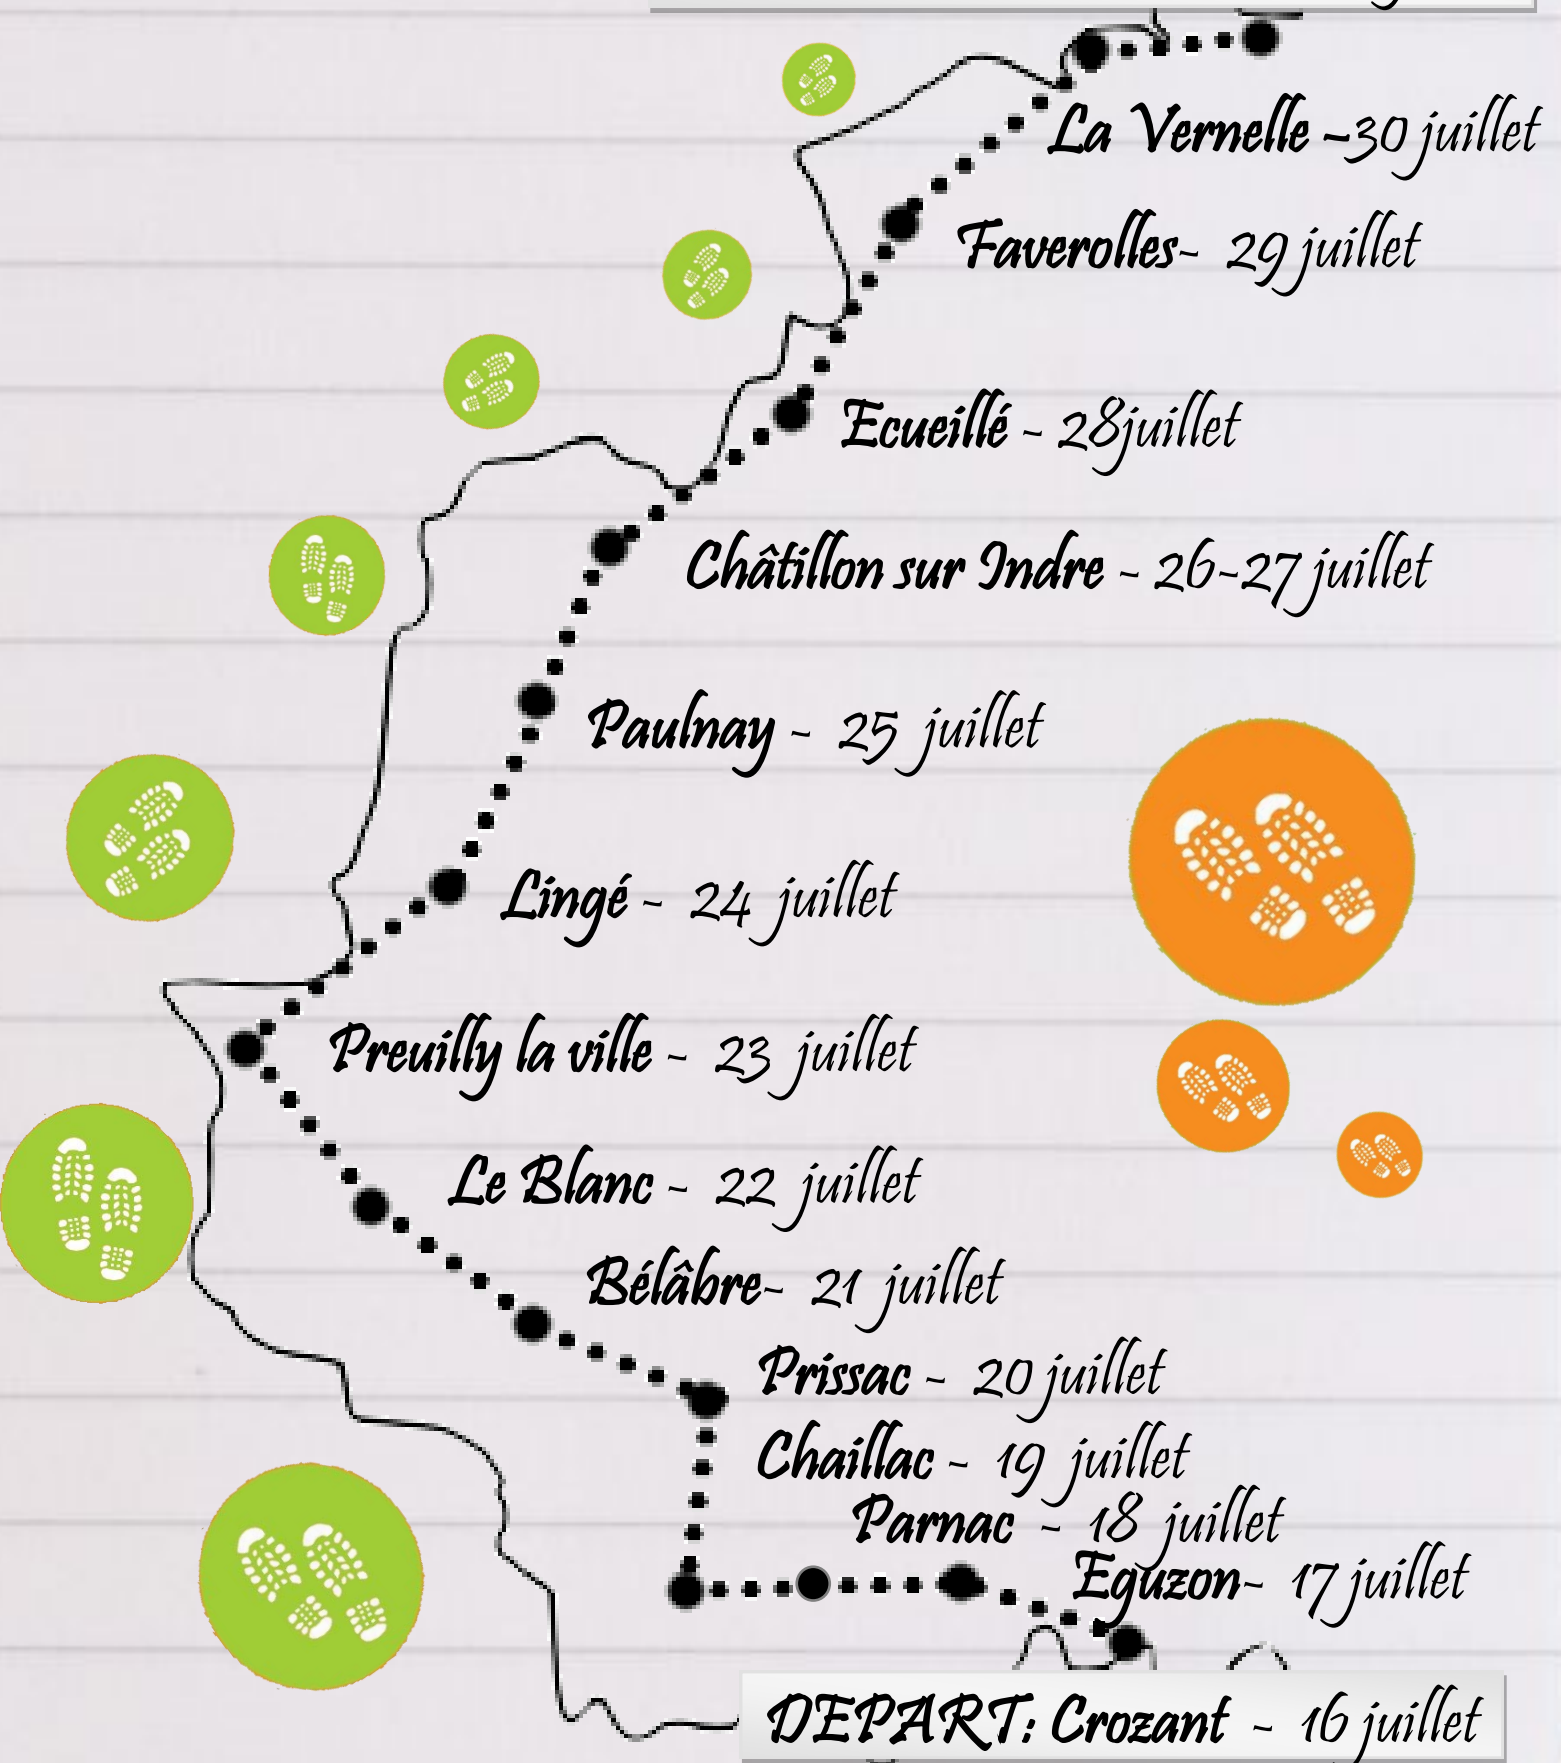 La Vernelle -30 juillet
Faverolles- 29 juillet
Ecueillé - 28juillet
Châtillon sur Indre - 26-27 juillet
Paulnay - 25 juillet
Lingé - 24 juillet
Preuilly la ville - 23 juillet
Le Blanc - 22 juillet
Bélâbre- 21 juillet
Prissac - 20 juillet
Chaillac - 19 juillet
Parnac - 18 juillet
Eguzon- 17 juillet
DEPART: Crozant - 16 juillet